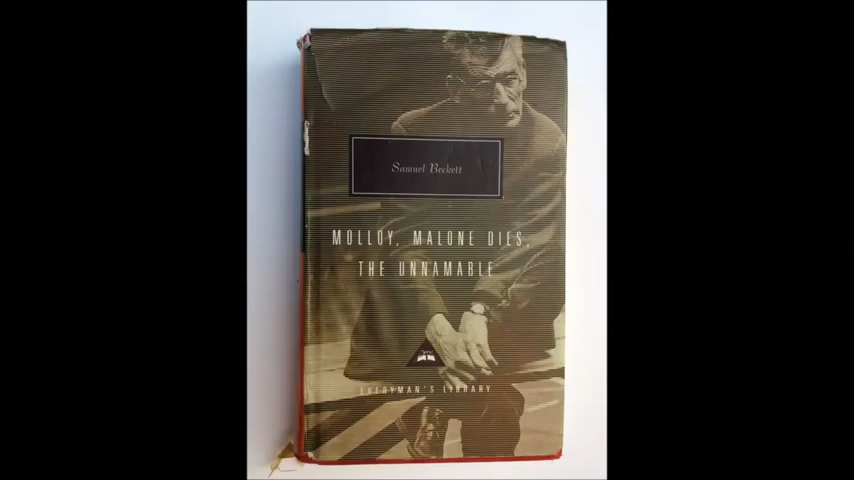 Samuel Beckett
MOLLOY, MALONE DIES,
THE UNNAMABLE
EVERYMAN'S LIBRARY